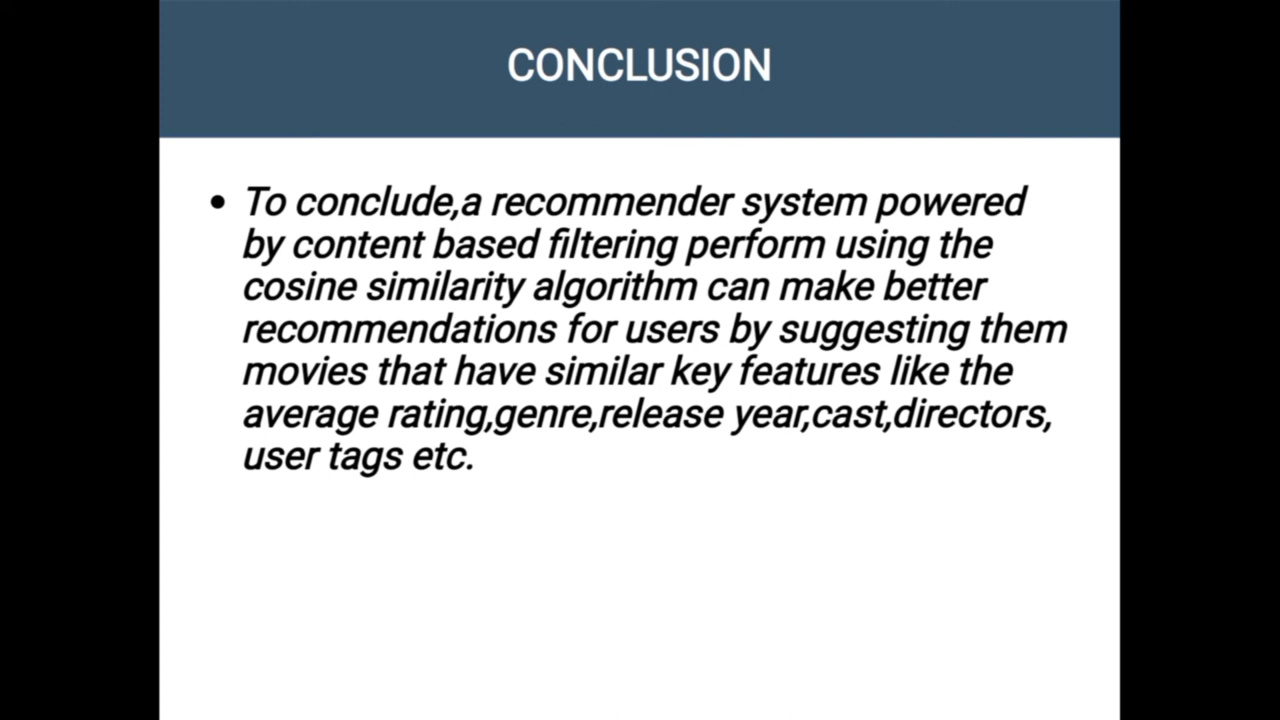 CONCLUSION
• To conclude,a recommender system powered
by content based filtering perform using the
cosine similarity algorithm can make better
recommendations for users by suggesting them
movies that have similar key features like the
average rating,genre,release year,cast,directors,
user tags etc.